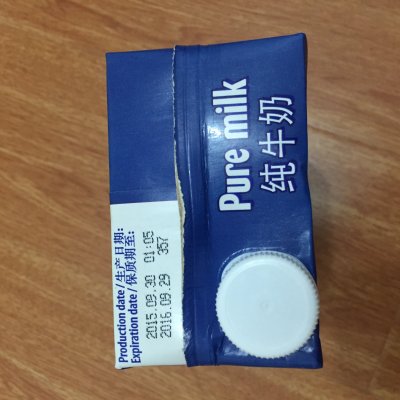 Pure milk
纯牛奶
Production date / 生产日期:
Expiration date / 保质期至:
2015.09.30 01:05
2016.09.29 357